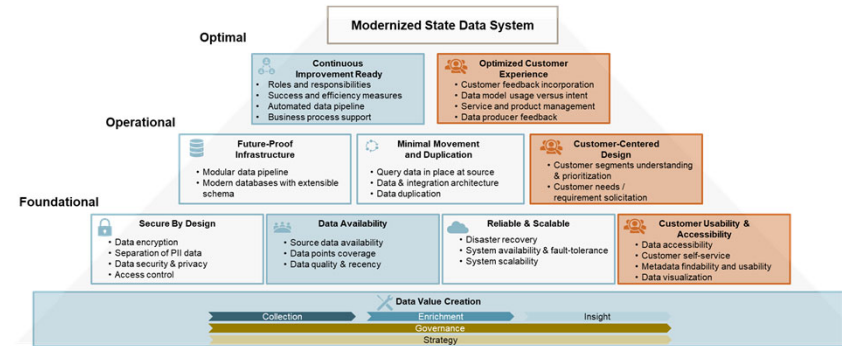 Modernized State Data System
Optimal
Continuous
Improvement Ready
• Roles and responsibilities
• Success and efficiency measures
• Automated data pipeline
• Business process support
Optimized Customer
Experience
• Customer feedback incorporation
• Data model usage versus intent
• Service and product management
• Data producer feedback
Operational
Future-Proof
Infrastructure
• Modular data pipeline
• Modern databases with extensible
schema
Minimal Movement
and Duplication
• Query data in place at source
• Data & integration architecture
• Data duplication
Customer-Centered
Design
• Customer segments understanding
& prioritization
• Customer needs /
requirement solicitation
Foundational
Secure By Design
• Data encryption
• Separation of PII data
• Data security & privacy
• Access control
Data Availability
• Source data availability
• Data points coverage
• Data quality & recency
Reliable & Scalable
• Disaster recovery
• System availability & fault-tolerance
• System scalability
Customer Usability &
Accessibility
• Data accessibility
• Customer self-service
• Metadata findability and usability
• Data visualization
Data Value Creation
Collection
Enrichment
Insight
Governance
Strategy